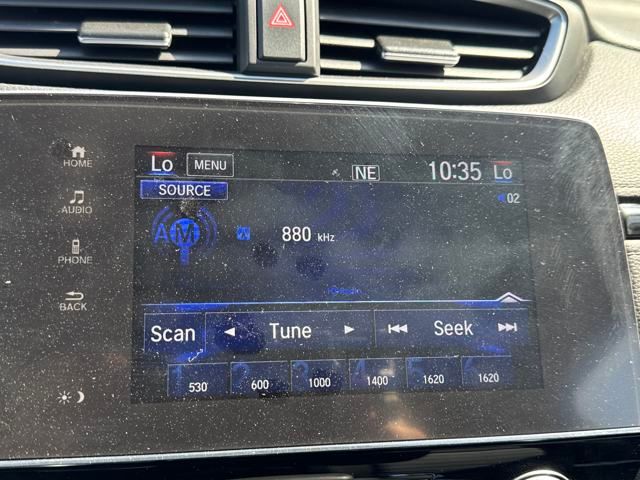 HOME
AUDIO
PHONE
BACK
Lo MENU NE 10:35 Lo
SOURCE
02
AM 880 kHz
Scan Tune Seek
530 600 1000 1400 1620 1620